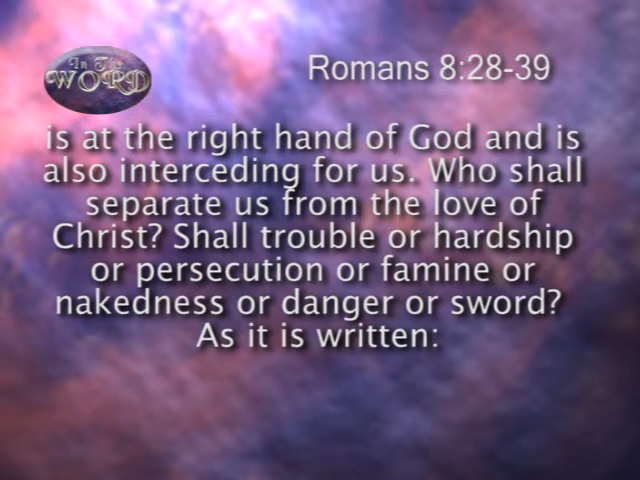 In The
WORD
Romans 8:28-39
is at the right hand of God and is
also interceding for us. Who shall
separate us from the love of
Christ? Shall trouble or hardship
or persecution or famine or
nakedness or danger or sword?
As it is written: